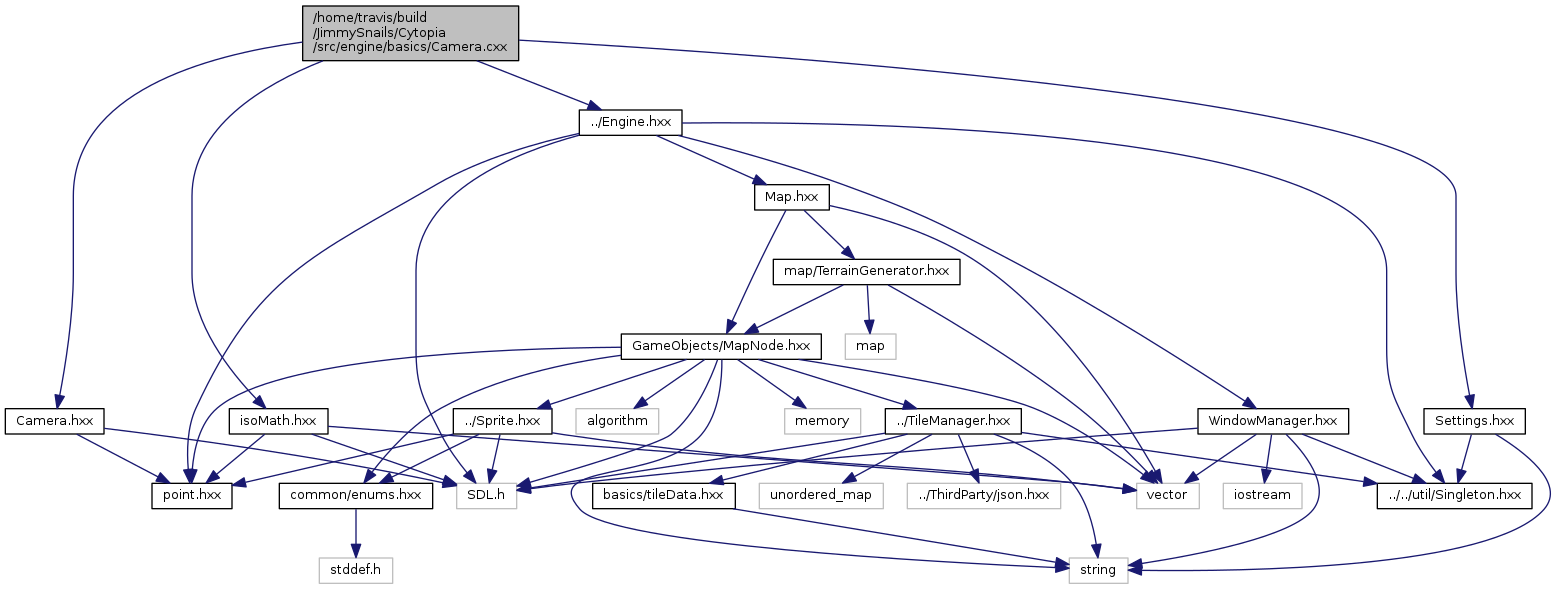 /home/travis/build
/JimmySnails/Cytopia
/src/engine/basics/Camera.cxx
../Engine.hxx
Map.hxx
map/TerrainGenerator.hxx
GameObjects/MapNode.hxx
map
Camera.hxx
isoMath.hxx
../Sprite.hxx
algorithm
memory
../TileManager.hxx
WindowManager.hxx
Settings.hxx
point.hxx
common/enums.hxx
SDL.h
basics/tileData.hxx
unordered_map
../ThirdParty/json.hxx
vector
iostream
../../util/Singleton.hxx
stddef.h
string